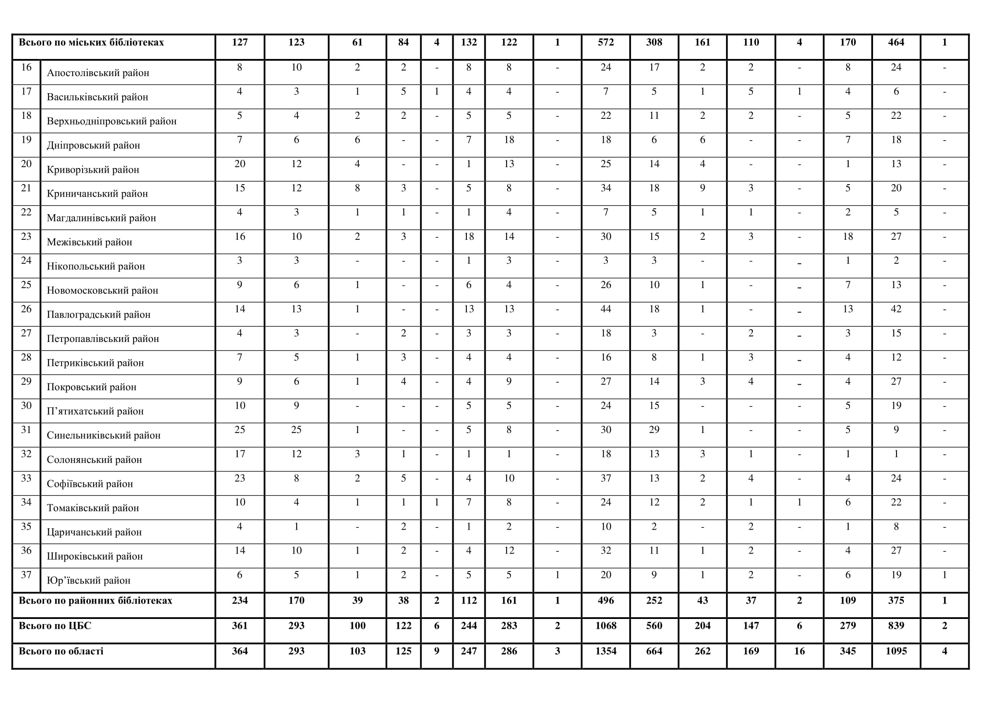 Всього по міських бібліотеках 127 123 61 84 4 132 122 1 572 308 161 110 4 170 464 1
16 Апостолівський район 8 10 2 2 - 8 8 - 24 17 2 2 - 8 24 -
17 Васильківський район 4 3 1 5 1 4 4 - 7 5 1 5 1 4 6 -
18 Верхньодніпровський район 5 4 2 2 - 5 5 - 22 11 2 2 - 5 22 -
19 Дніпровський район 7 6 6 - - 7 18 - 18 6 6 - - 7 18 -
20 Криворізький район 20 12 4 - - 1 13 - 25 14 4 - - 1 13 -
21 Криничанський район 15 12 8 3 - 5 8 - 34 18 9 3 - 5 20 -
22 Магдалинівський район 4 3 1 1 - 1 4 - 7 5 1 1 - 2 5 -
23 Межівський район 16 10 2 3 - 18 14 - 30 15 2 3 - 18 27 -
24 Нікопольський район 3 3 - - - 1 3 - 3 3 - - - 1 2 -
25 Новомосковський район 9 6 1 - - 6 4 - 26 10 1 - - 7 13 -
26 Павлоградський район 14 13 1 - - 13 13 - 44 18 1 - - 13 42 -
27 Петропавлівський район 4 3 - 2 - 3 3 - 18 3 - 2 - 3 15 -
28 Петриківський район 7 5 1 3 - 4 4 - 16 8 1 3 - 4 12 -
29 Покровський район 9 6 1 4 - 4 9 - 27 14 3 4 - 4 27 -
30 П’ятихатський район 10 9 - - - 5 5 - 24 15 - - - 5 19 -
31 Синельниківський район 25 25 1 - - 5 8 - 30 29 1 - - 5 9 -
32 Солонянський район 17 12 3 1 - 1 1 - 18 13 3 1 - 1 1 -
33 Софіївський район 23 8 2 5 - 4 10 - 37 13 2 4 - 4 24 -
34 Томаківський район 10 4 1 1 1 7 8 - 24 12 2 1 1 6 22 -
35 Царичанський район 4 1 - 2 - 1 2 - 10 2 - 2 - 1 8 -
36 Широківський район 14 10 1 2 - 4 12 - 32 11 1 2 - 4 27 -
37 Юр’ївський район 6 5 1 2 - 5 5 1 20 9 1 2 - 6 19 1
Всього по районних бібліотеках 234 170 39 38 2 112 161 1 496 252 43 37 2 109 375 1
Всього по ЦБС 361 293 100 122 6 244 283 2 1068 560 204 147 6 279 839 2
Всього по області 364 293 103 125 9 247 286 3 1354 664 262 169 16 345 1095 4